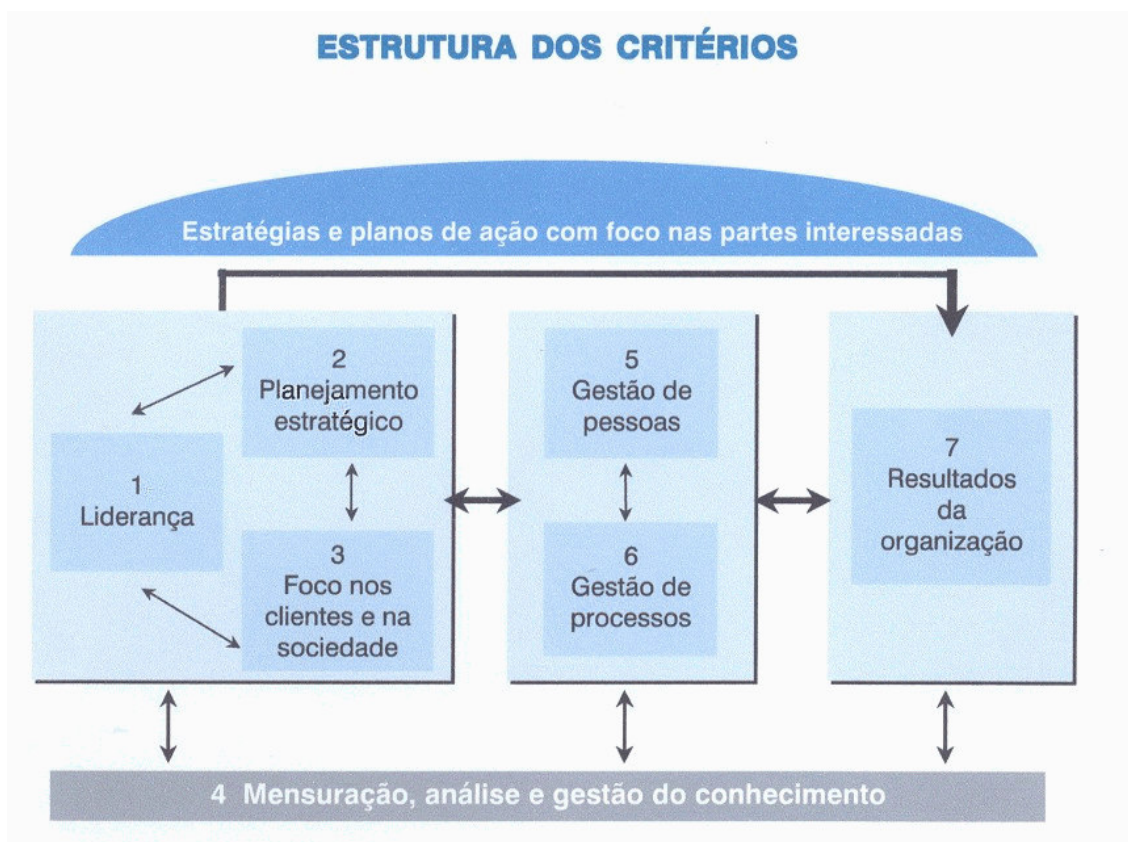 ESTRUTURA DOS CRITÉRIOS
Estratégias e planos de ação com foco nas partes interessadas
1
Liderança
2
Planejamento
estratégico
3
Foco nos
clientes e na
sociedade
5
Gestão de
pessoas
6
Gestão de
processos
7
Resultados
da
organização
4 Mensuração, análise e gestão do conhecimento